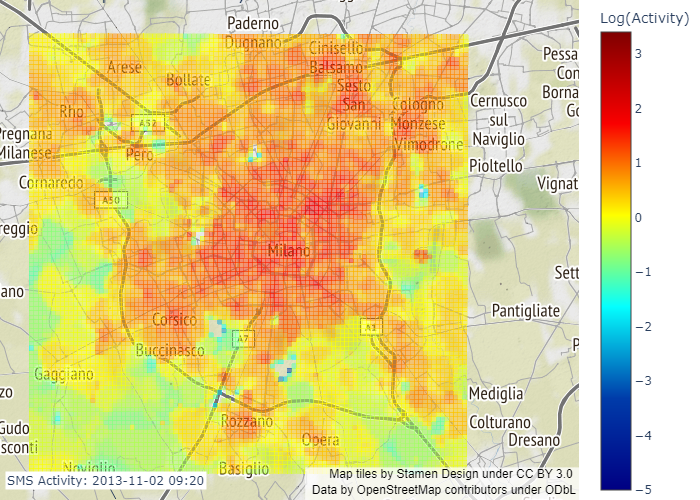 Log(Activity)
3
2
1
0
−1
−2
−3
−4
−5
Paderno
Dugnano
Cinisello
Balsamo
Arese
Bollate
Sesto
San
Giovanni
Pessa
Con
Borna
Go
Rho
A52
Cologno
Monzese
Cernusco
sul
Naviglio
Pregnana
Milanese
Pero
Vimodrone
Pioltello
Cornaredo
Vignat
A50
reggio
Milano
Sett
ano
Pantigliate
Corsico
A7
Buccinasco
Gaggiano
zo
Mediglia
Gudo
sconti
Rozzano
Colturano
Dresano
Opera
Noviglio
Basiglio
SMS Activity: 2013-11-02 09:20
Map tiles by Stamen Design under CC BY 3.0
Data by OpenStreetMap contributors under ODbL